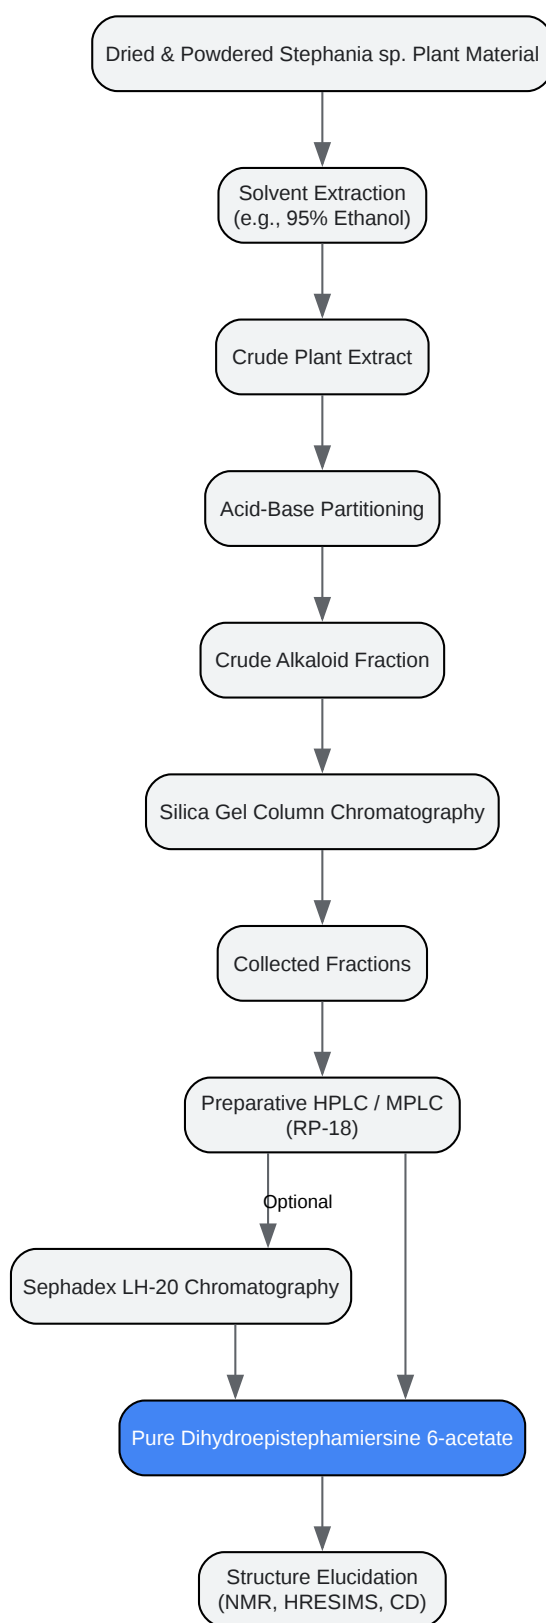 Dried & Powdered Stephania sp. Plant Material
Solvent Extraction
(e.g., 95% Ethanol)
Crude Plant Extract
Acid-Base Partitioning
Crude Alkaloid Fraction
Silica Gel Column Chromatography
Collected Fractions
Preparative HPLC / MPLC
(RP-18)
Optional
Sephadex LH-20 Chromatography
Pure Dihydroepistephamiersine 6-acetate
Structure Elucidation
(NMR, HRESIMS, CD)